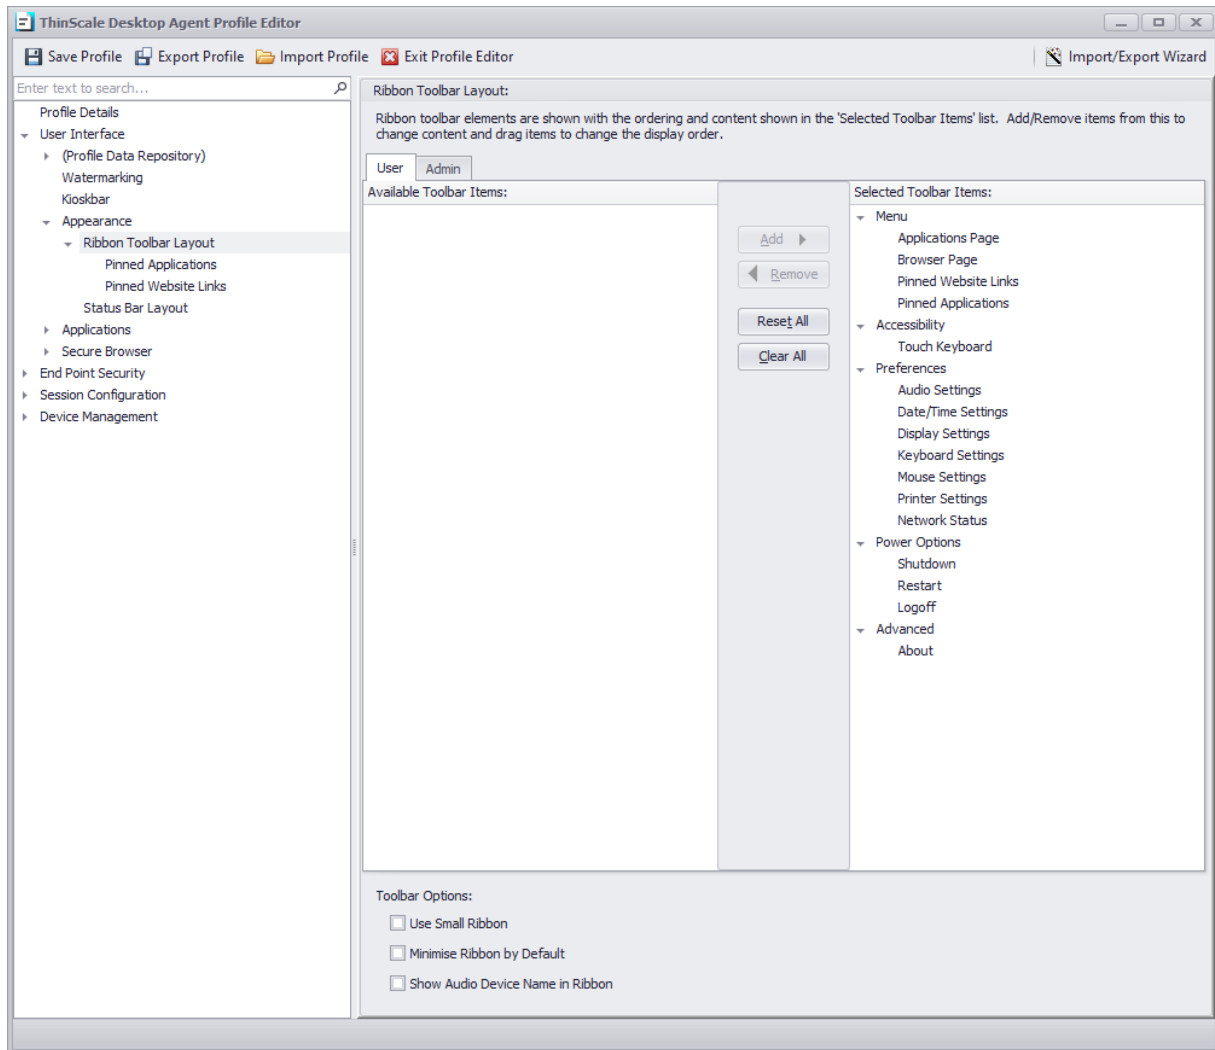 ThinScale Desktop Agent Profile Editor
Save Profile Export Profile Import Profile Exit Profile Editor Import/Export Wizard
Enter text to search...
Profile Details
User Interface
(Profile Data Repository)
Watermarking
Kioskbar
Appearance
Ribbon Toolbar Layout
Pinned Applications
Pinned Website Links
Status Bar Layout
Applications
Secure Browser
End Point Security
Session Configuration
Device Management
Ribbon Toolbar Layout:
Ribbon toolbar elements are shown with the ordering and content shown in the 'Selected Toolbar Items' list. Add/Remove items from this to
change content and drag items to change the display order.
User Admin
Available Toolbar Items:
Add
Remove
Reset All
Clear All
Selected Toolbar Items:
Menu
Applications Page
Browser Page
Pinned Website Links
Pinned Applications
Accessibility
Touch Keyboard
Preferences
Audio Settings
Date/Time Settings
Display Settings
Keyboard Settings
Mouse Settings
Printer Settings
Network Status
Power Options
Shutdown
Restart
Logoff
Advanced
About
Toolbar Options:
Use Small Ribbon
Minimise Ribbon by Default
Show Audio Device Name in Ribbon